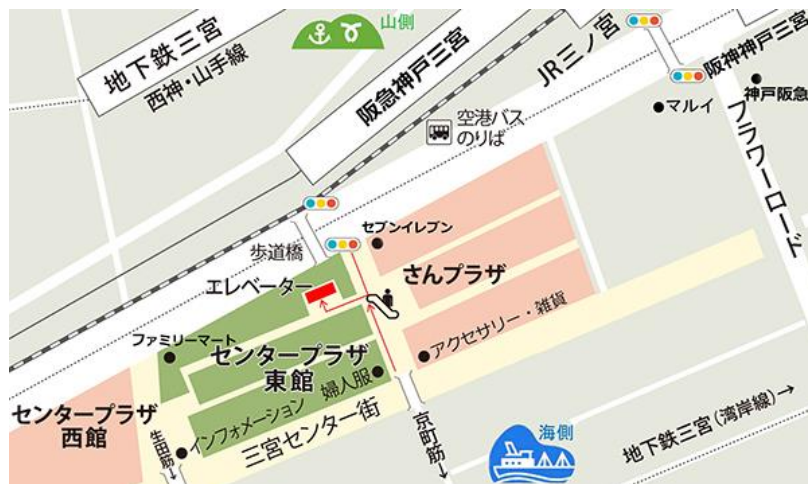 山側
地下鉄三宮
西神・山手線
阪急神戸三宮
JR三ノ宮
阪神神戸三宮
神戸阪急
マルイ
フラワーロード
空港バス
のりば
セブンイレブン
歩道橋
さんプラザ
エレベーター
ファミリーマート
アクセサリー・雑貨
センタープラザ
東館
婦人服
インフォメーション
センタープラザ
西館
三宮センター街
生田筋→
京町筋→
海側
地下鉄三宮(湾岸線)→